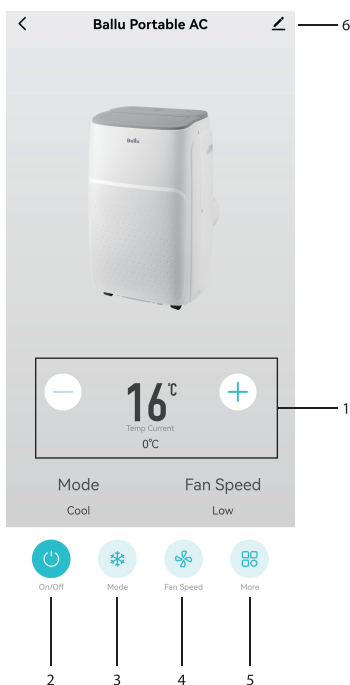 Ballu Portable AC
6
Ballu
16°C
1
Temp Current
0°C
Mode Fan Speed
Cool Low
On/Off Mode Fan Speed More
2 3 4 5